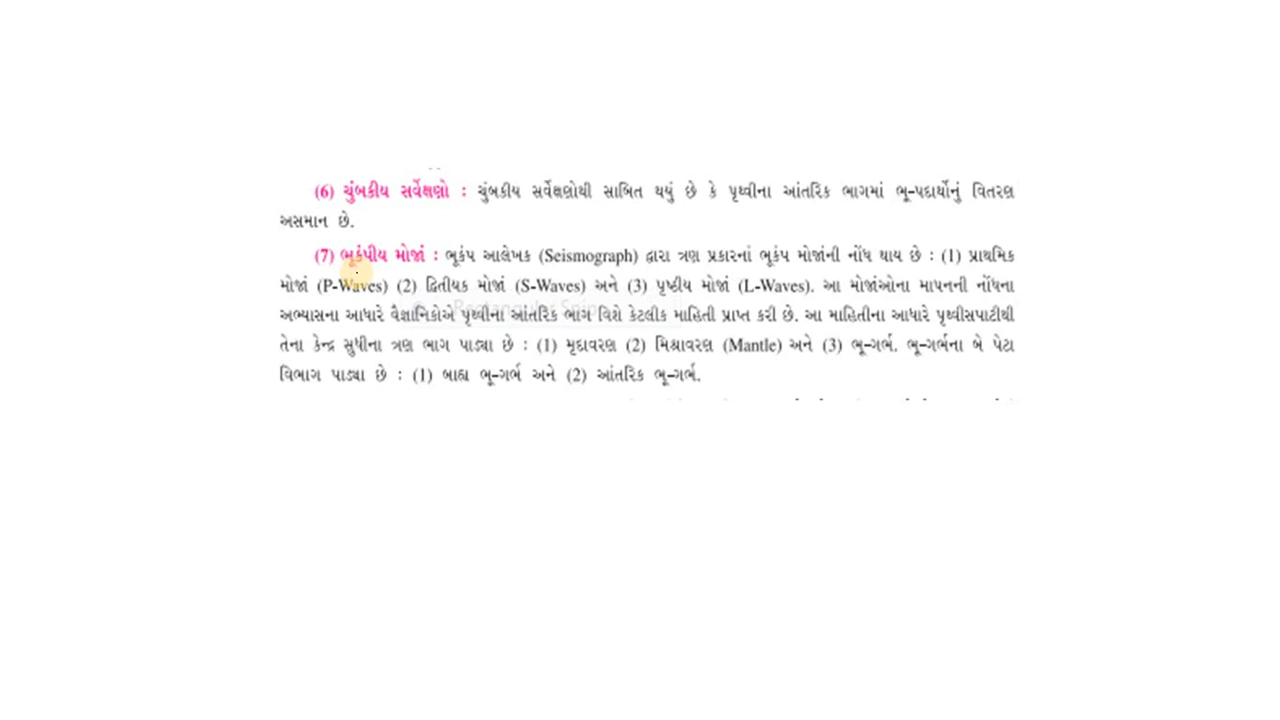 (6) ચુંબકીય સર્વેક્ષણો : ચુંબકીય સર્વેક્ષણોથી સાબિત થયું છે કે પૃથ્વીના આંતરિક ભાગમાં ભૂ-પદાર્થોનું વિતરણ
અસમાન છે.
(7) ભૂકંપીય મોજાં : ભૂકંપ આલેખક (Seismograph) દ્વારા ત્રણ પ્રકારનાં ભૂકંપ મોજાંની નોંધ થાય છે : (1) પ્રાથમિક
મોજાં (P-Waves) (2) દ્વિતીયક મોજાં (S-Waves) અને (3) પૃષ્ઠીય મોજાં (L-Waves). આ મોજાંઓના માપનની નોંધના
અભ્યાસના આધારે વૈજ્ઞાનિકોએ પૃથ્વીના આંતરિક ભાગ વિશે કેટલીક માહિતી પ્રાપ્ત કરી છે. આ માહિતીના આધારે પૃથ્વીસપાટીથી
તેના કેન્દ્ર સુધીના ત્રણ ભાગ પાડ્યા છે : (1) મૃદાવરણ (2) મિશ્રાવરણ (Mantle) અને (3) ભૂ-ગર્ભ. ભૂ-ગર્ભના બે પેટા
વિભાગ પાડ્યા છે : (1) બાહ્ય ભૂ-ગર્ભ અને (2) આંતરિક ભૂ-ગર્ભ.